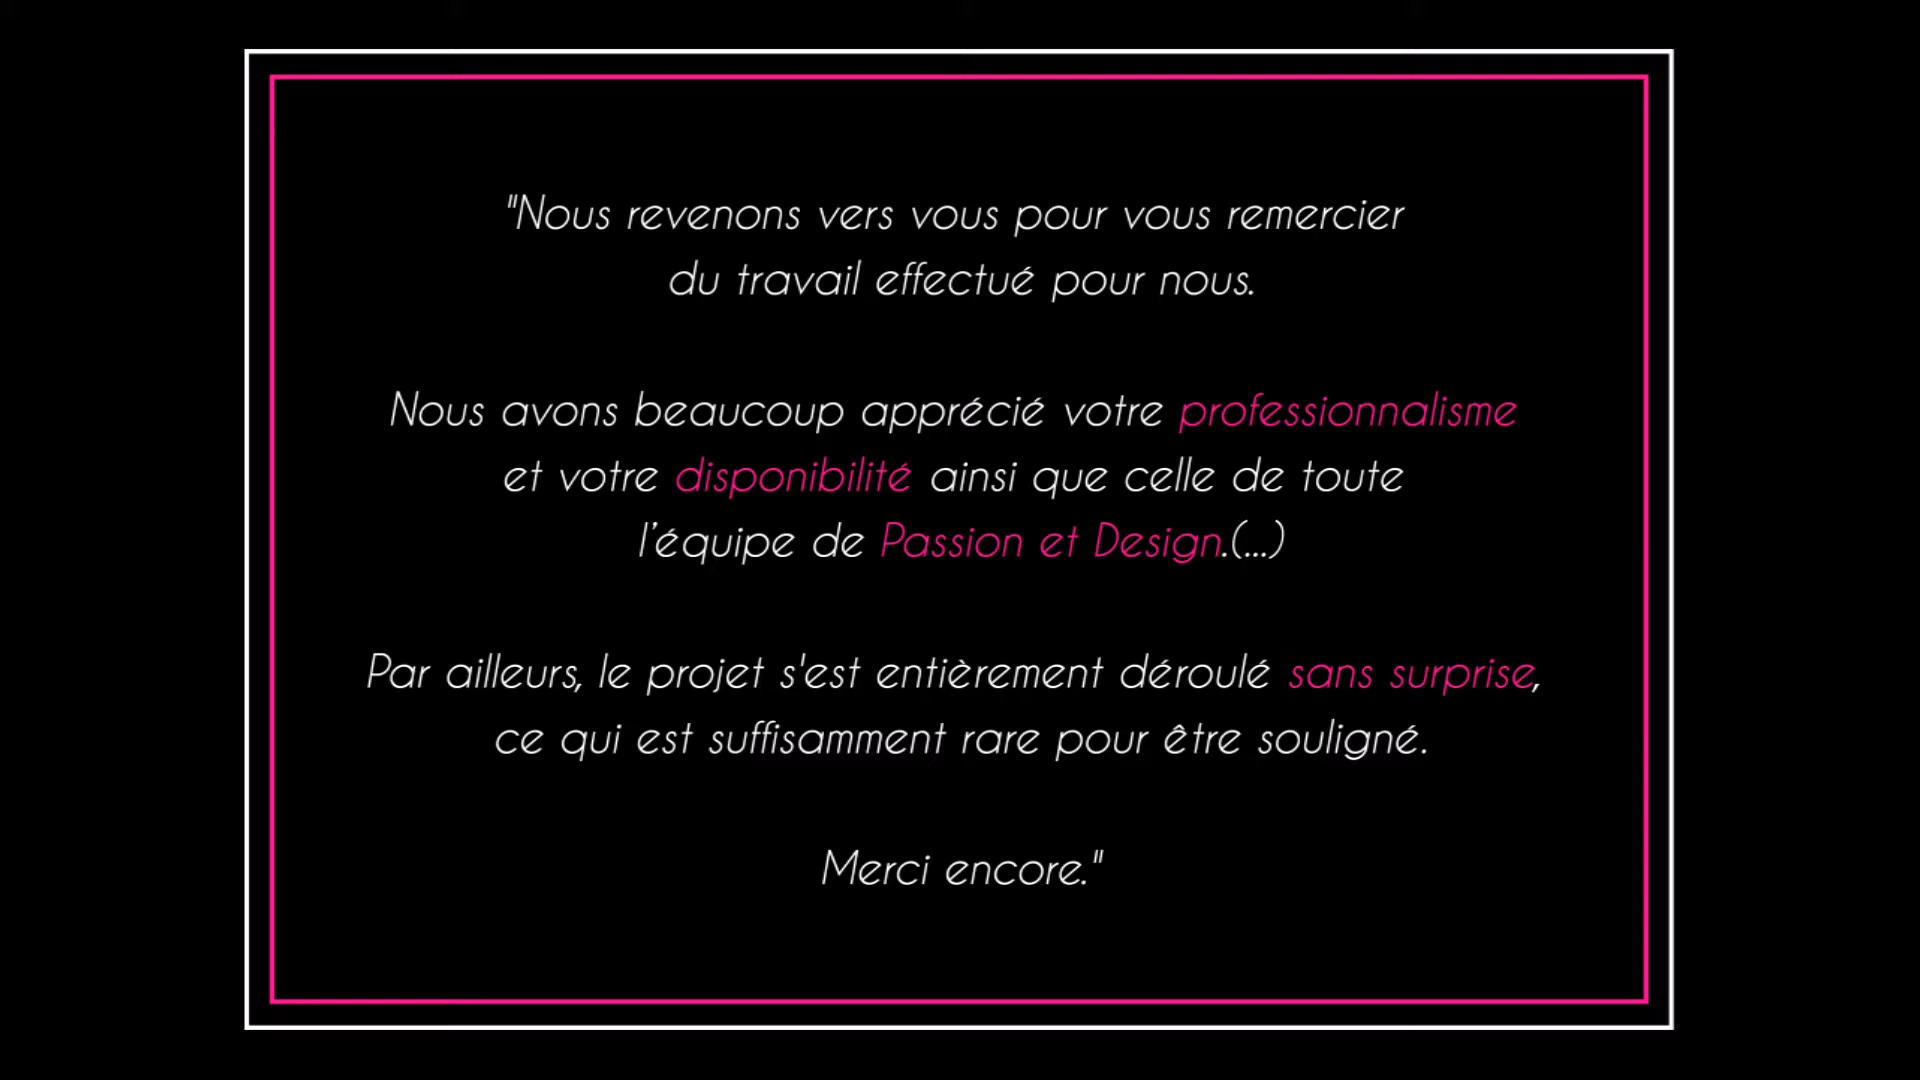 "Nous revenons vers vous pour vous remercier
du travail effectué pour nous.
Nous avons beaucoup apprécié votre professionnalisme
et votre disponibilité ainsi que celle de toute
l’équipe de Passion et Design.(...)
Par ailleurs, le projet s'est entièrement déroulé sans surprise,
ce qui est suffisamment rare pour être souligné.
Merci encore."